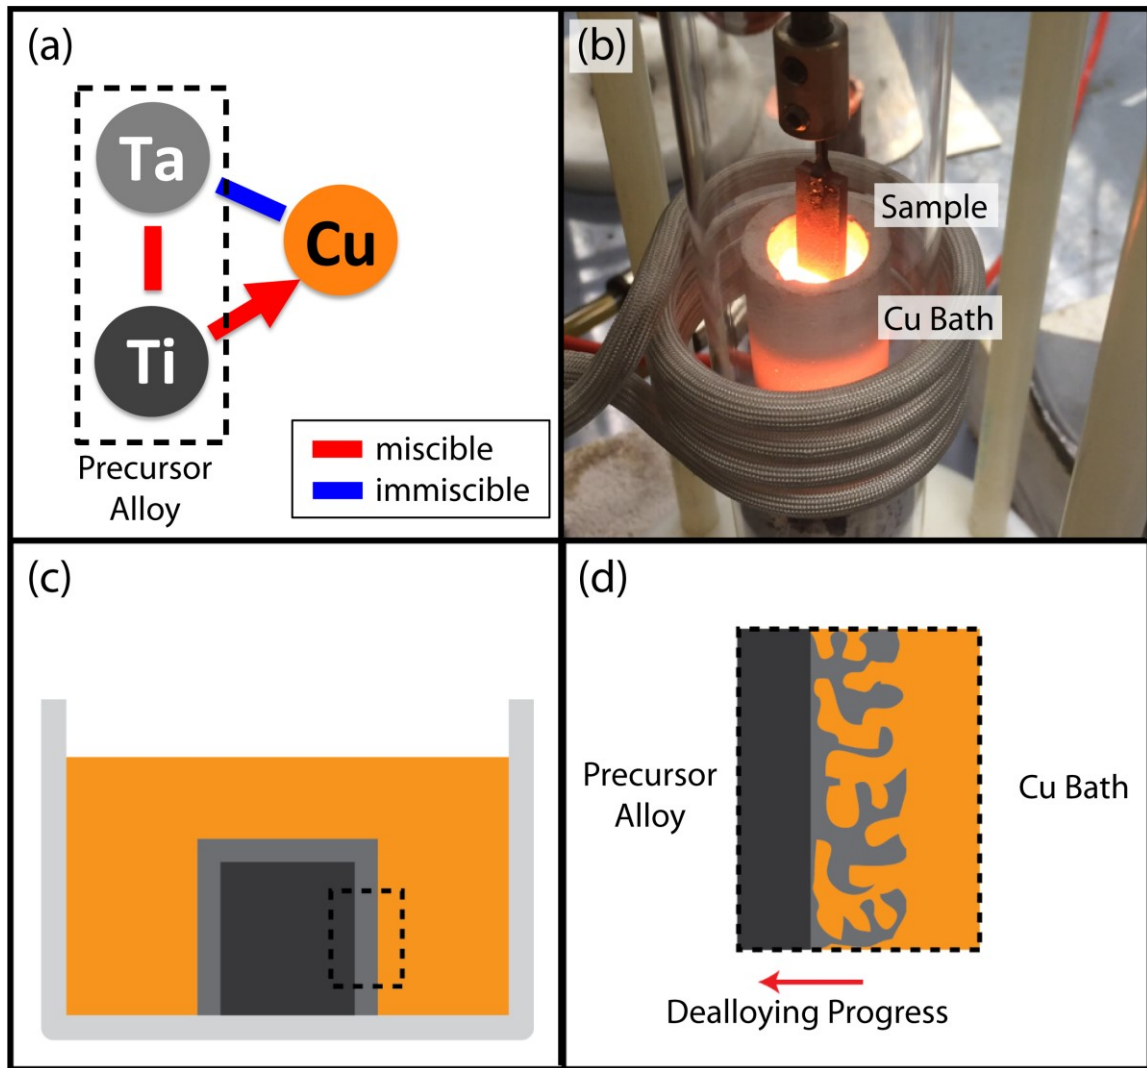 (a)
Ta
Cu
Ti
Precursor
Alloy
miscible
immiscible
(b)
Sample
Cu Bath
(c)
(d)
Precursor
Alloy
Cu Bath
Dealloying Progress